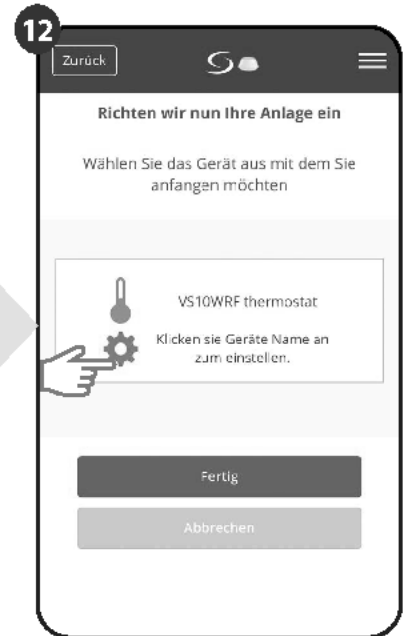 12
Zurück
Richten wir nun Ihre Anlage ein
Wählen Sie das Gerät aus mit dem Sie
anfangen möchten
VS10WRF thermostat
Klicken sie Geräte Name an
zum einstellen.
Fertig
Abbrechen